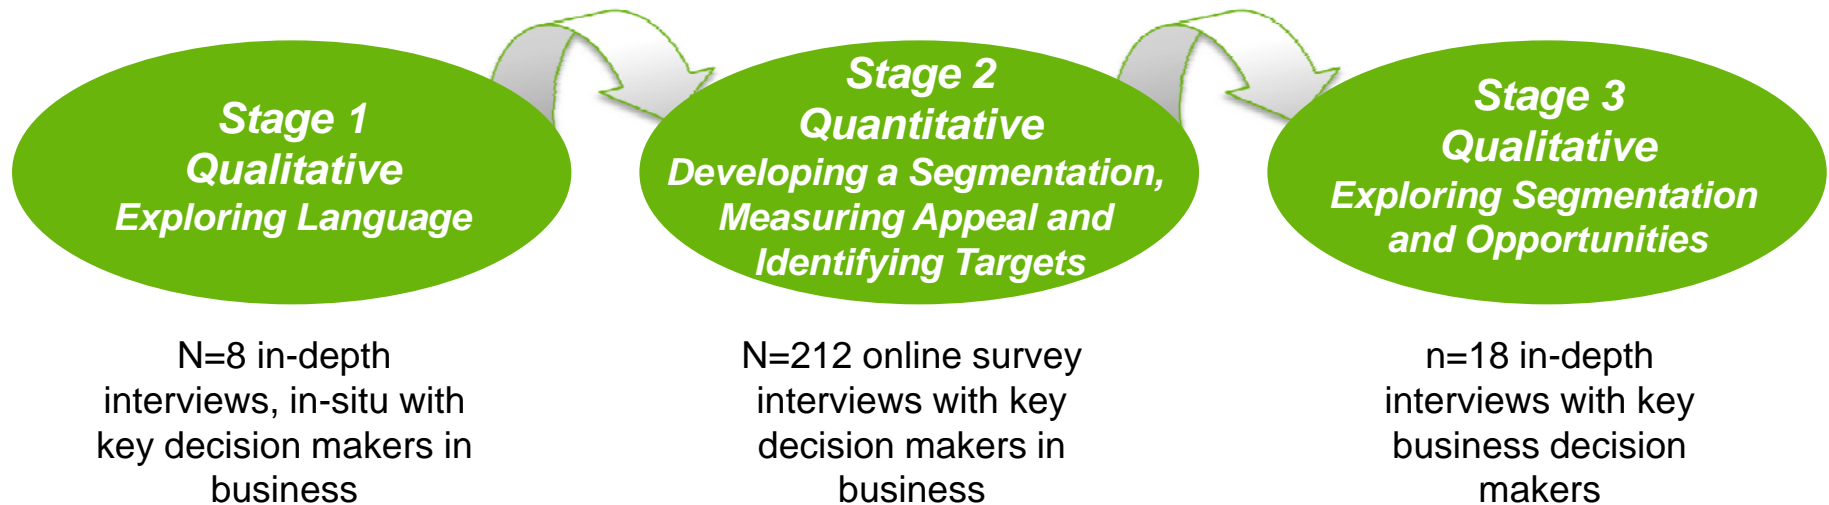 Stage 1
Qualitative
Exploring Language
Stage 2
Quantitative
Developing a Segmentation,
Measuring Appeal and
Identifying Targets
Stage 3
Qualitative
Exploring Segmentation
and Opportunities
N=8 in-depth
interviews, in-situ with
key decision makers in
business
N=212 online survey
interviews with key
decision makers in
business
n=18 in-depth
interviews with key
business decision
makers